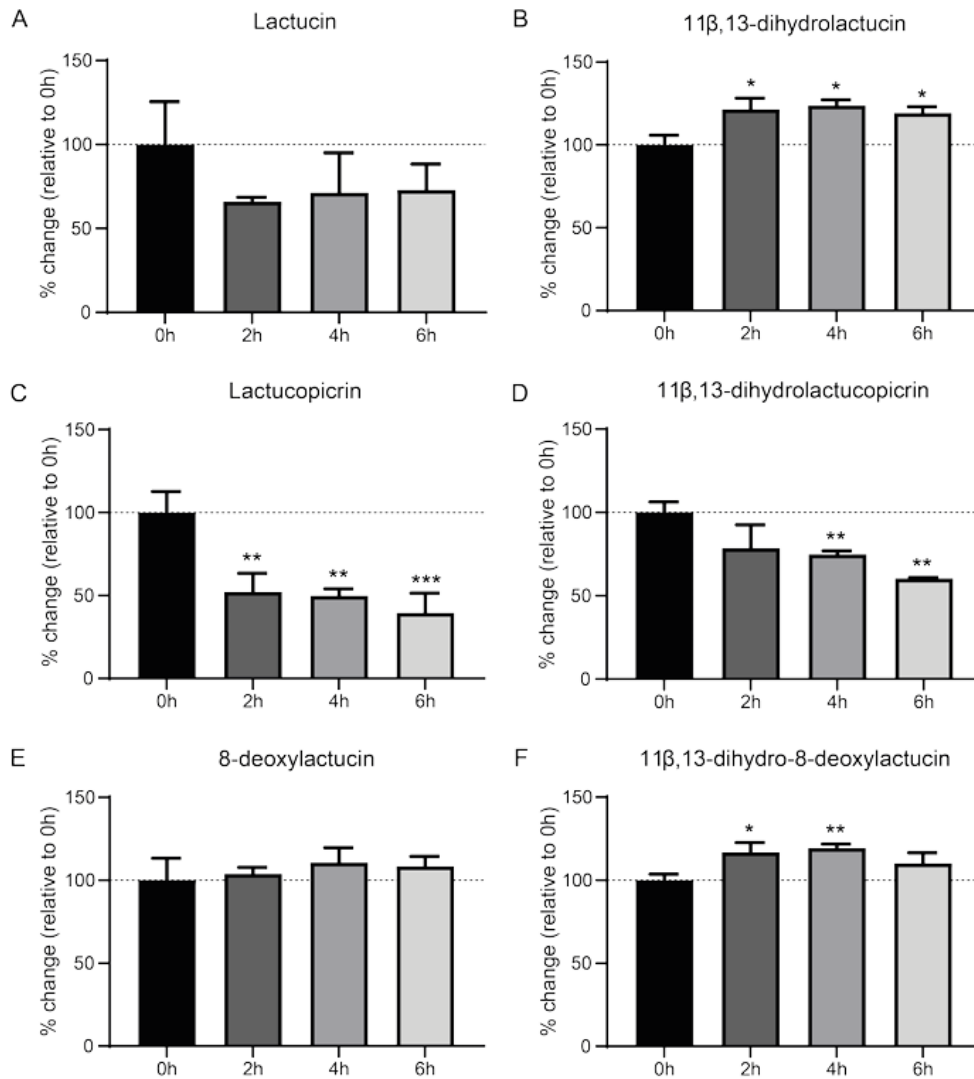 A
Lactucin
% change (relative to 0h)
150
100
50
0
0h 2h 4h 6h
B
11β,13-dihydrolactucin
% change (relative to 0h)
150
100
50
0
* * *
0h 2h 4h 6h
C
Lactucopicrin
% change (relative to 0h)
150
100
50
0
** ** ***
0h 2h 4h 6h
D
11β,13-dihydrolactucopicrin
% change (relative to 0h)
150
100
50
0
** **
0h 2h 4h 6h
E
8-deoxylactucin
% change (relative to 0h)
150
100
50
0
0h 2h 4h 6h
F
11β,13-dihydro-8-deoxylactucin
% change (relative to 0h)
150
100
50
0
* **
0h 2h 4h 6h